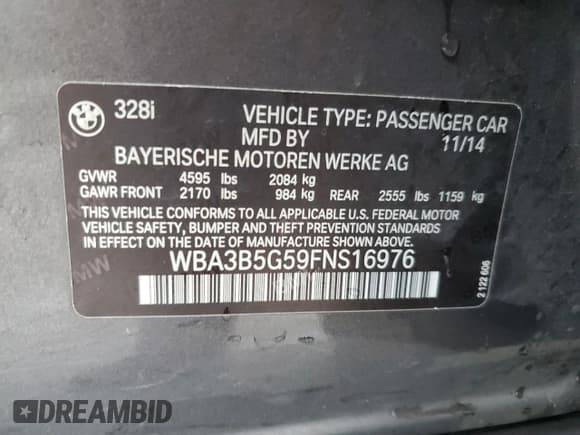 328i VEHICLE TYPE: PASSENGER CAR
MFD BY 11/14
BAYERISCHE MOTOREN WERKE AG
GVWR 4595 lbs 2084 kg
GAWR FRONT 2170 lbs 984 kg REAR 2555 lbs 1159 kg
THIS VEHICLE CONFORMS TO ALL APPLICABLE U.S. FEDERAL MOTOR
VEHICLE SAFETY, BUMPER AND THEFT PREVENTION STANDARDS
IN EFFECT ON THE DATE OF MANUFACTURE SHOWN ABOVE.
WBA3B5G59FNS16976
2 122 606
DREAMBID